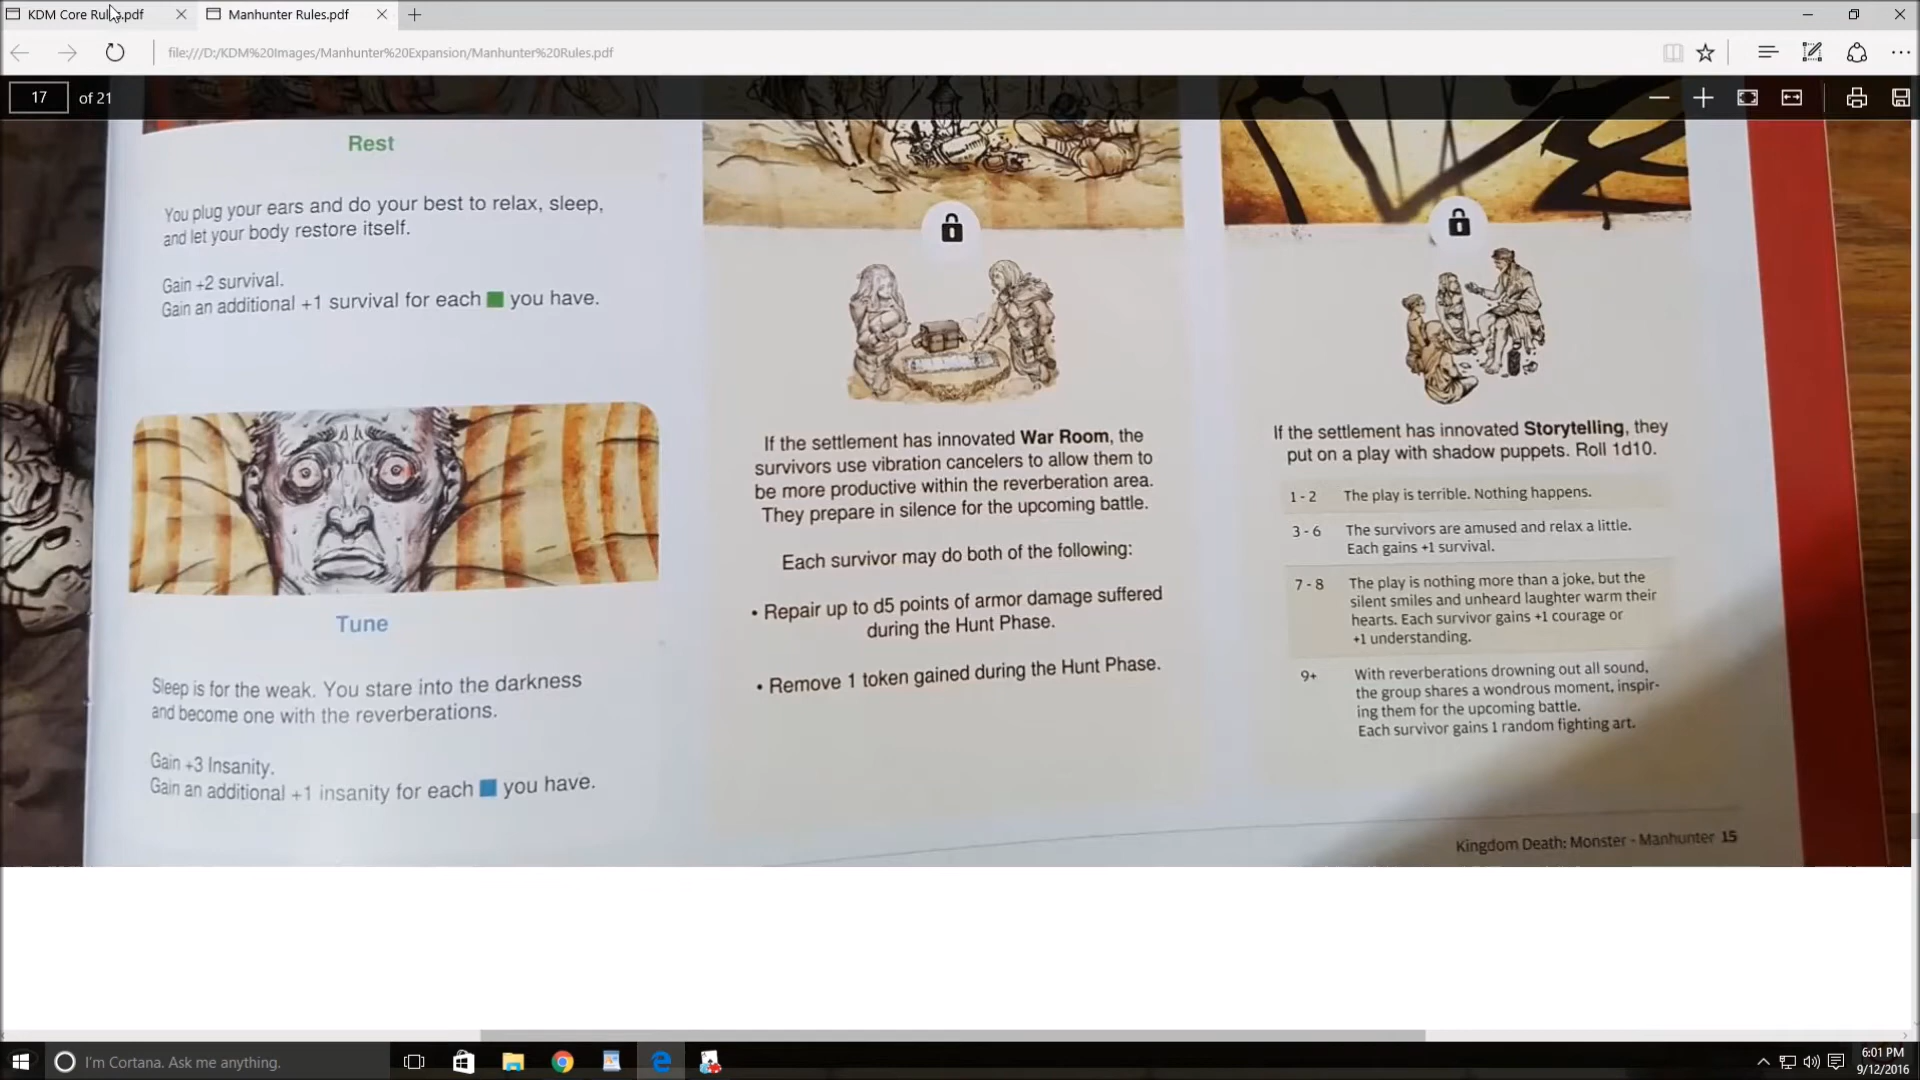 KDM Core Rules.pdf
Manhunter Rules.pdf
file:///D:/KDM%20Images/Manhunter%20Expansion/Manhunter%20Rules.pdf
17 of 21
Rest
You plug your ears and do your best to relax, sleep,
and let your body restore itself.
Gain +2 survival.
Gain an additional +1 survival for each you have.
Tune
Sleep is for the weak. You stare into the darkness
and become one with the reverberations.
Gain +3 Insanity.
Gain an additional +1 insanity for each you have.
If the settlement has innovated War Room, the
survivors use vibration cancelers to allow them to
be more productive within the reverberation area.
They prepare in silence for the upcoming battle.
Each survivor may do both of the following:
• Repair up to d5 points of armor damage suffered
during the Hunt Phase.
• Remove 1 token gained during the Hunt Phase.
If the settlement has innovated Storytelling, they
put on a play with shadow puppets. Roll 1d10.
1 - 2 The play is terrible. Nothing happens.
3 - 6 The survivors are amused and relax a little.
Each gains +1 survival.
7 - 8 The play is nothing more than a joke, but the
silent smiles and unheard laughter warm their
hearts. Each survivor gains +1 courage or
+1 understanding.
9+ With reverberations drowning out all sound,
the group shares a wondrous moment, inspir-
ing them for the upcoming battle.
Each survivor gains 1 random fighting art.
Kingdom Death: Monster - Manhunter 15
I'm Cortana. Ask me anything.
6:01 PM
9/12/2016